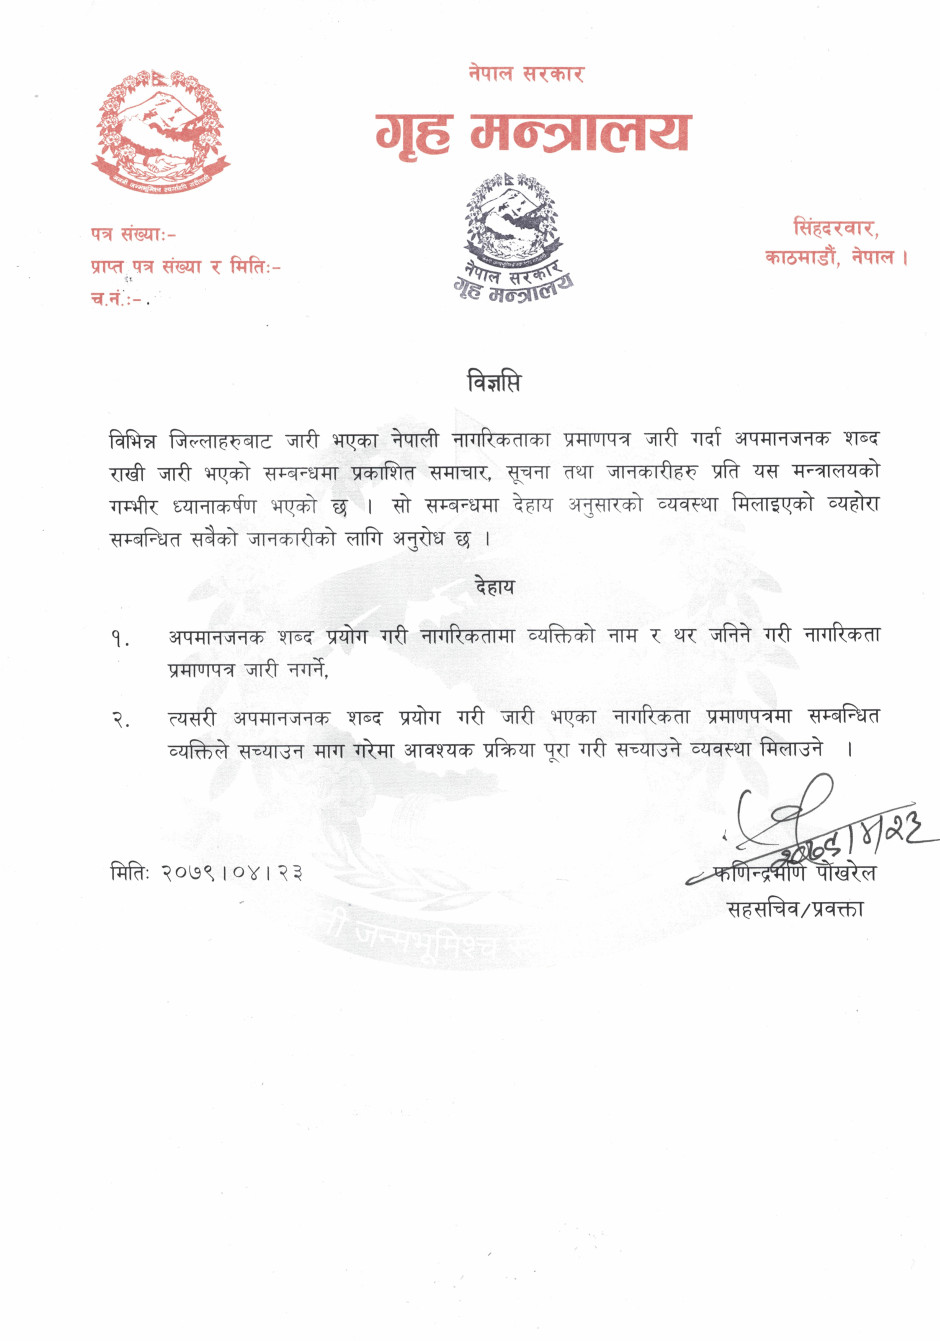 नेपाल सरकार
गृह मन्त्रालय
सिंहदरवार,
काठमाडौं, नेपाल ।
पत्र संख्याः-
प्राप्त पत्र संख्या र मितिः-
च.नं.ः-
नेपाल सरकार
गृह मन्त्रालय
विज्ञप्ति
विभिन्न जिल्लाहरुबाट जारी भएका नेपाली नागरिकताका प्रमाणपत्र जारी गर्दा अपमानजनक शब्द
राखी जारी भएको सम्बन्धमा प्रकाशित समाचार, सूचना तथा जानकारीहरु प्रति यस मन्त्रालयको
गम्भीर ध्यानाकर्षण भएको छ । सो सम्बन्धमा देहाय अनुसारको व्यवस्था मिलाइएको व्यहोरा
सम्बन्धित सबैको जानकारीको लागि अनुरोध छ ।
देहाय
१. अपमानजनक शब्द प्रयोग गरी नागरिकतामा व्यक्तिको नाम र थर जनिने गरी नागरिकता
प्रमाणपत्र जारी नगर्ने,
२. त्यसरी अपमानजनक शब्द प्रयोग गरी जारी भएका नागरिकता प्रमाणपत्रमा सम्बन्धित
व्यक्तिले सच्याउन माग गरेमा आवश्यक प्रक्रिया पूरा गरी सच्याउने व्यवस्था मिलाउने ।
२०७९।४।२३
मितिः २०७९।०४।२३
फणिन्द्रमणि पोखरेल
सहसचिव/प्रवक्ता
जन्मभूमिश्च